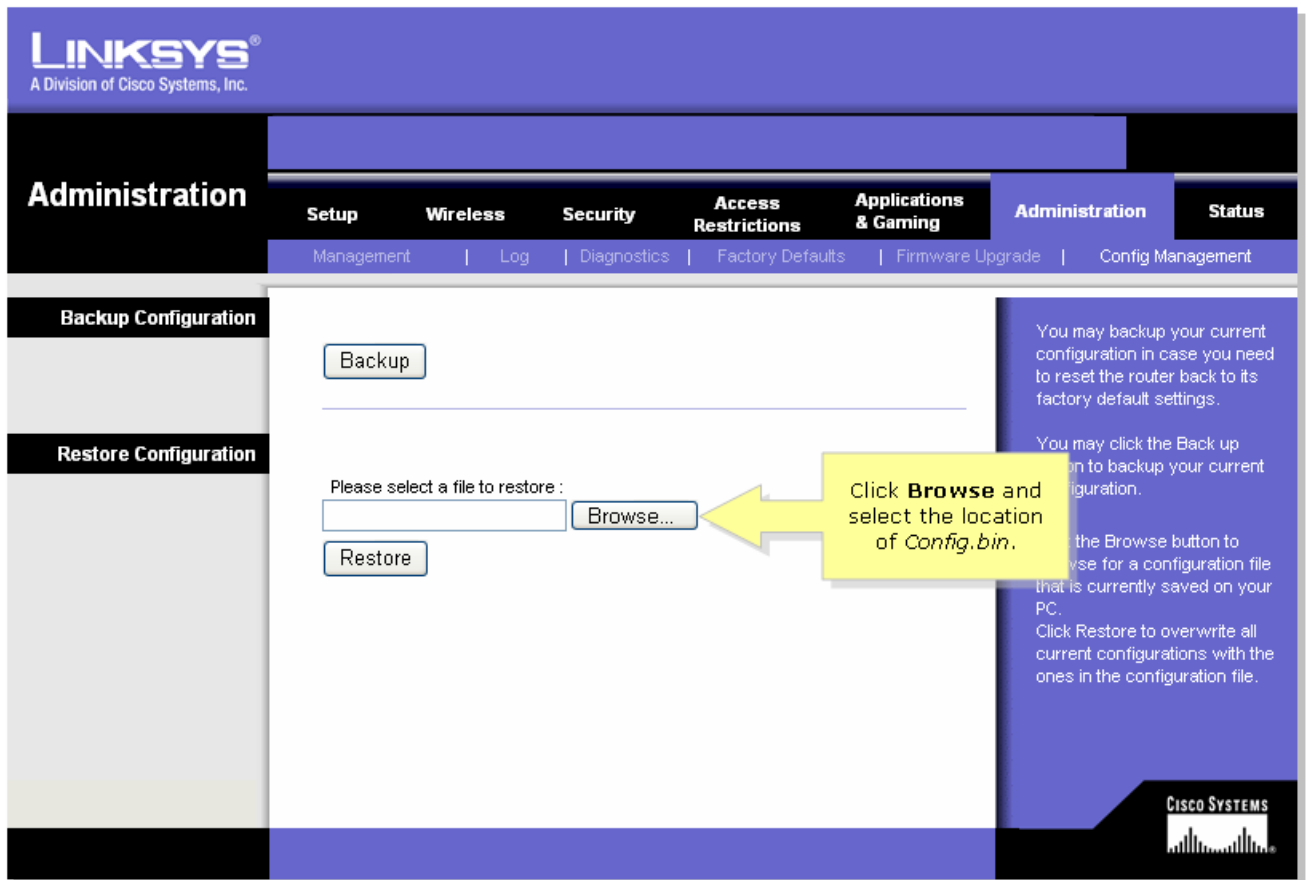 LINKSYS®
A Division of Cisco Systems, Inc.
Administration
Setup
Wireless
Security
Access
Restrictions
Applications
& Gaming
Administration
Status
Management | Log | Diagnostics | Factory Defaults | Firmware Upgrade | Config Management
Backup Configuration
Backup
Restore Configuration
Please select a file to restore :
Browse...
Restore
Click Browse and
select the location
of Config.bin.
You may backup your current
configuration in case you need
to reset the router back to its
factory default settings.
You may click the Back up
to backup your current
the Browse button to
for a configuration file
that is currently saved on your
PC.
Click Restore to overwrite all
current configurations with the
ones in the configuration file.
CISCO SYSTEMS